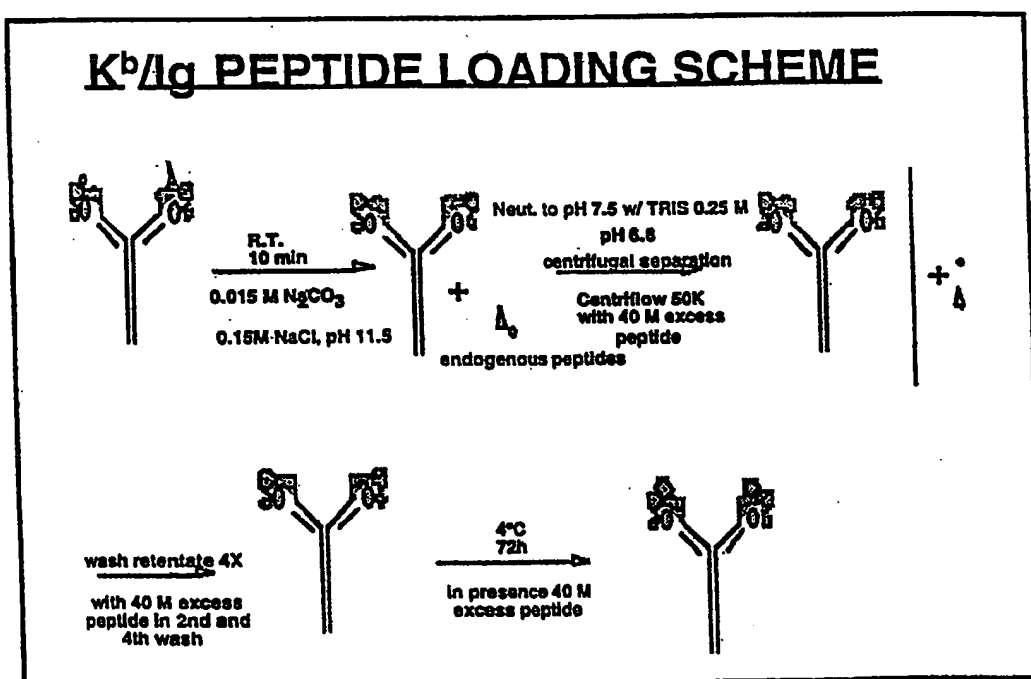 Kb/Ig PEPTIDE LOADING SCHEME
R.T.
10 min
0.015 M N2CO3
0.15M-NaCl, pH 11.5
+
endogenous peptides
Neut. to pH 7.5 w/ TRIS 0.25 M
pH 6.8
centrifugal separation
Centriflow 50K
with 40 M excess
peptide
+
wash retentate 4X
with 40 M excess
peptide in 2nd and
4th wash
4°C
72h
in presence 40 M
excess peptide